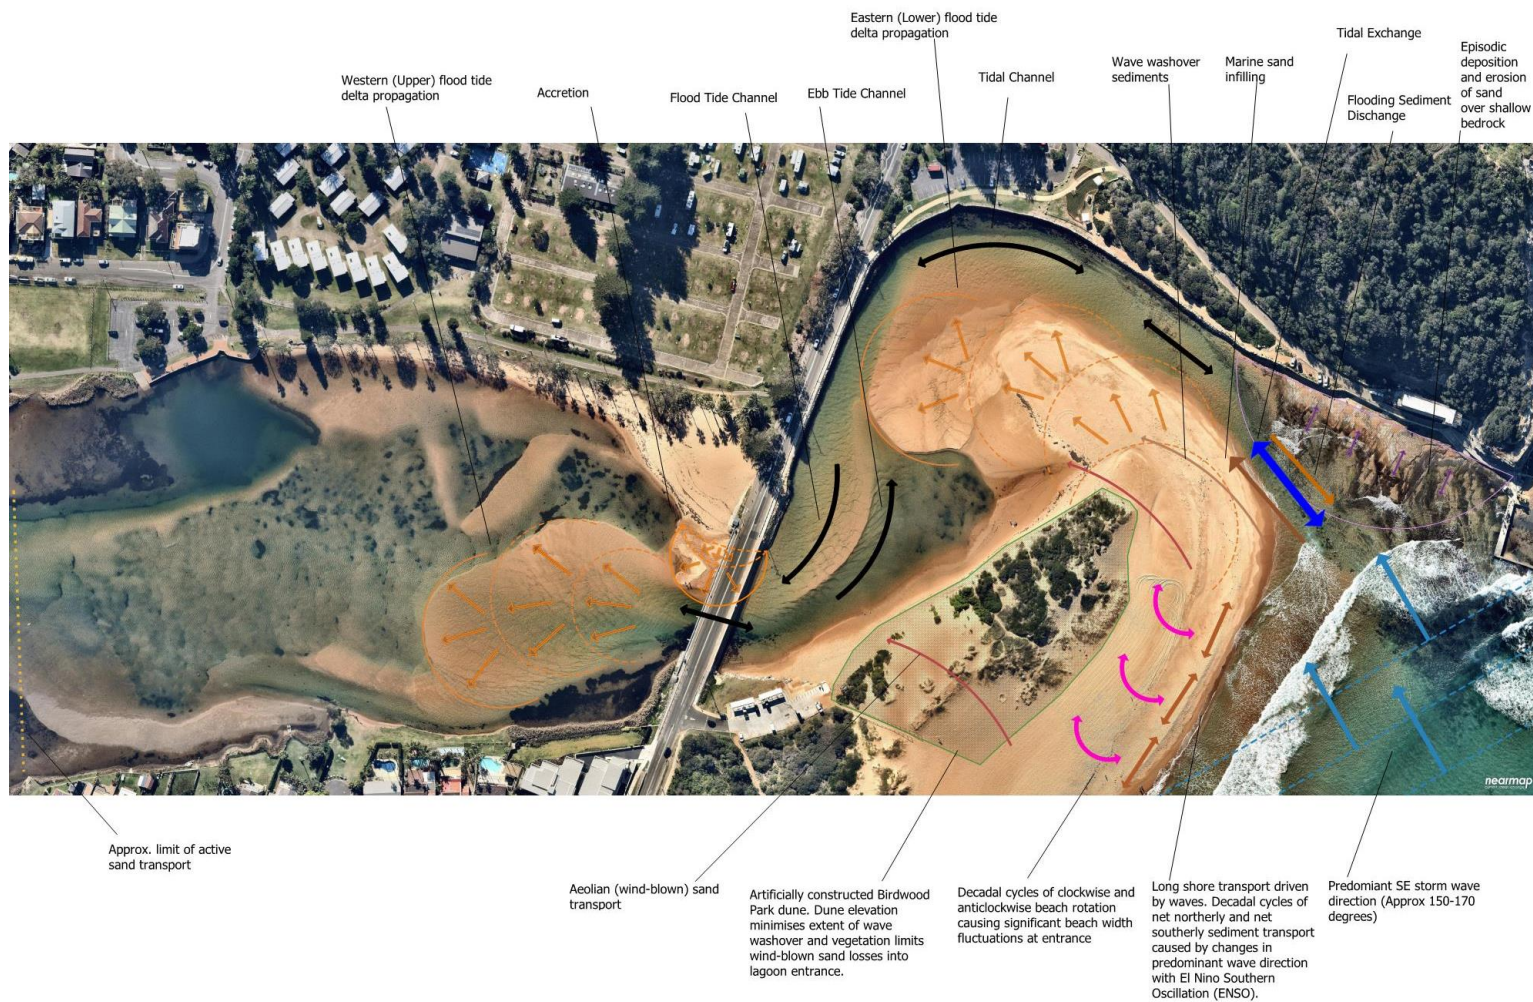 Eastern (Lower) flood tide
delta propagation
Tidal Exchange
Episodic
deposition
and erosion
of sand
over shallow
bedrock
Wave washover
sediments
Marine sand
infilling
Western (Upper) flood tide
delta propagation
Tidal Channel
Accretion
Flood Tide Channel
Ebb Tide Channel
Flooding Sediment
Dischange
nearmap
Approx. limit of active
sand transport
Aeolian (wind-blown) sand
transport
Artificially constructed Birdwood
Park dune. Dune elevation
minimises extent of wave
washover and vegetation limits
wind-blown sand losses into
lagoon entrance.
Decadal cycles of clockwise and
anticlockwise beach rotation
causing significant beach width
fluctuations at entrance
Long shore transport driven
by waves. Decadal cycles of
net northerly and net
southerly sediment transport
caused by changes in
predominant wave direction
with El Nino Southern
Oscillation (ENSO).
Predomiant SE storm wave
direction (Approx 150-170
degrees)